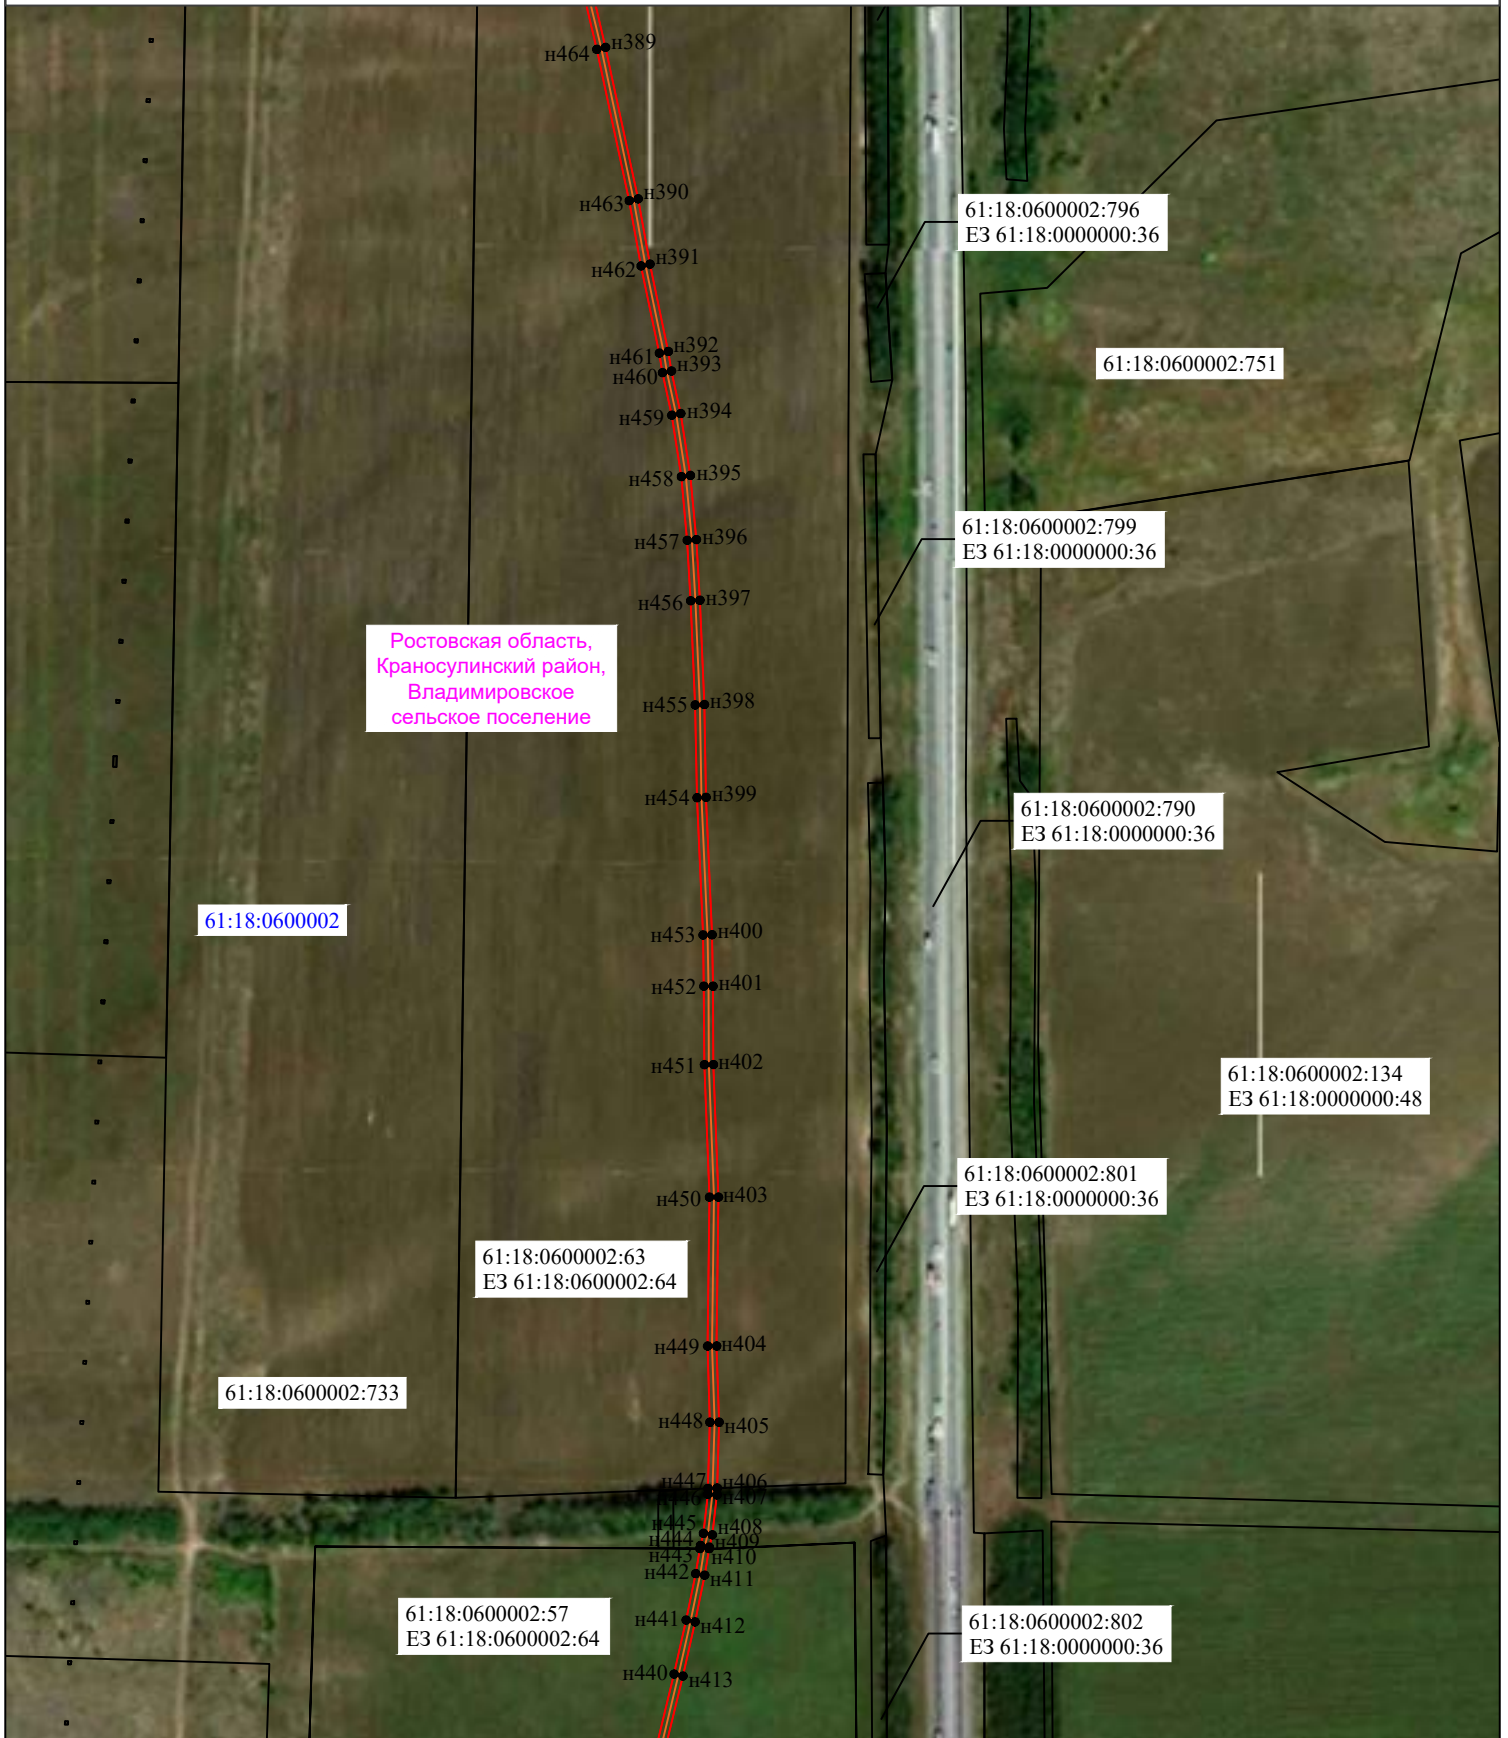 н464
н389
н463
н390
61:18:0600002:796
ЕЗ 61:18:0000000:36
н462
н391
н461
н392
н460
н393
61:18:0600002:751
н459
н394
н458
н395
61:18:0600002:799
ЕЗ 61:18:0000000:36
н457
н396
н456
н397
Ростовская область,
Краносулинский район,
Владимировское
сельское поселение
н455
н398
н454
н399
61:18:0600002:790
ЕЗ 61:18:0000000:36
61:18:0600002
н453
н400
н452
н401
н451
н402
61:18:0600002:134
ЕЗ 61:18:0000000:48
н450
н403
61:18:0600002:801
ЕЗ 61:18:0000000:36
61:18:0600002:63
ЕЗ 61:18:0600002:64
н449
н404
61:18:0600002:733
н448
н405
н447
н406
н446
н407
н445
н408
н444
н409
н443
н410
н442
н411
61:18:0600002:57
ЕЗ 61:18:0600002:64
н441
н412
61:18:0600002:802
ЕЗ 61:18:0000000:36
н440
н413